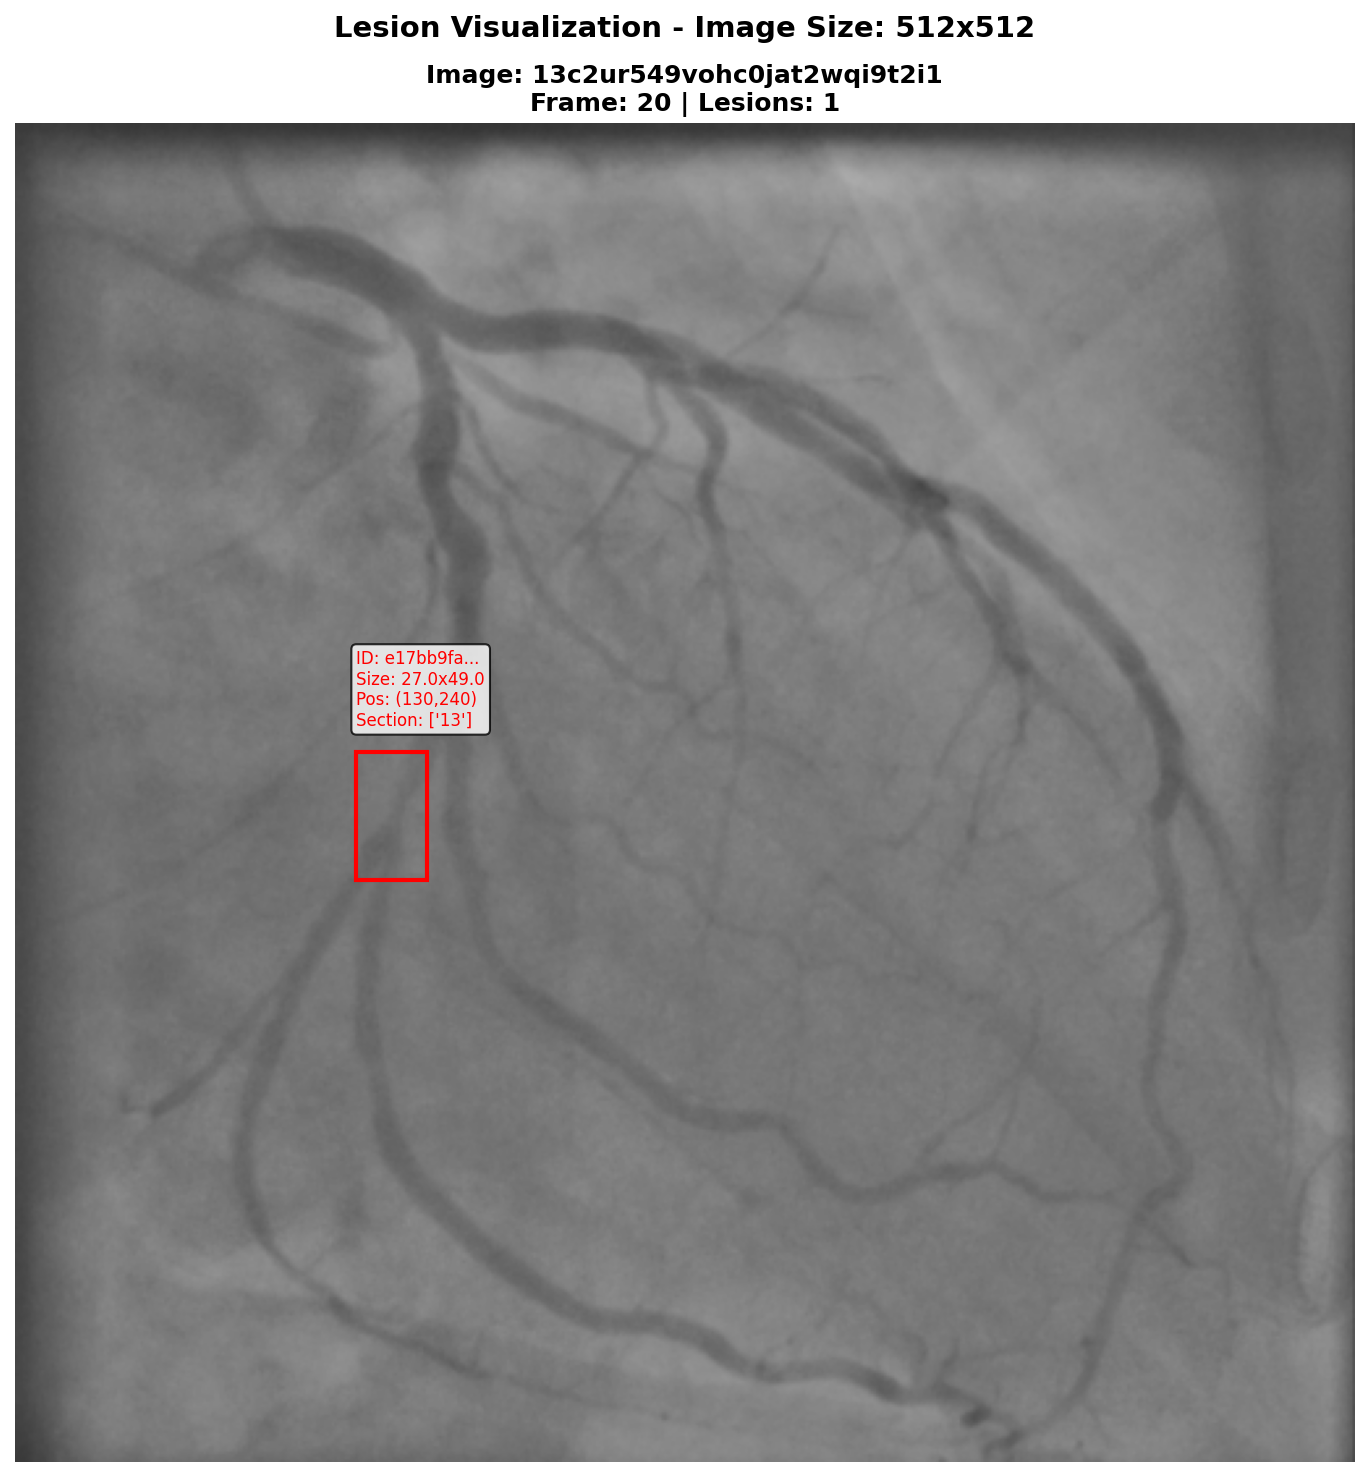 Lesion Visualization - Image Size: 512x512
Image: 13c2ur549vohc0jat2wqi9t2i1
Frame: 20 | Lesions: 1
ID: e17bb9fa...
Size: 27.0x49.0
Pos: (130,240)
Section: ['13']